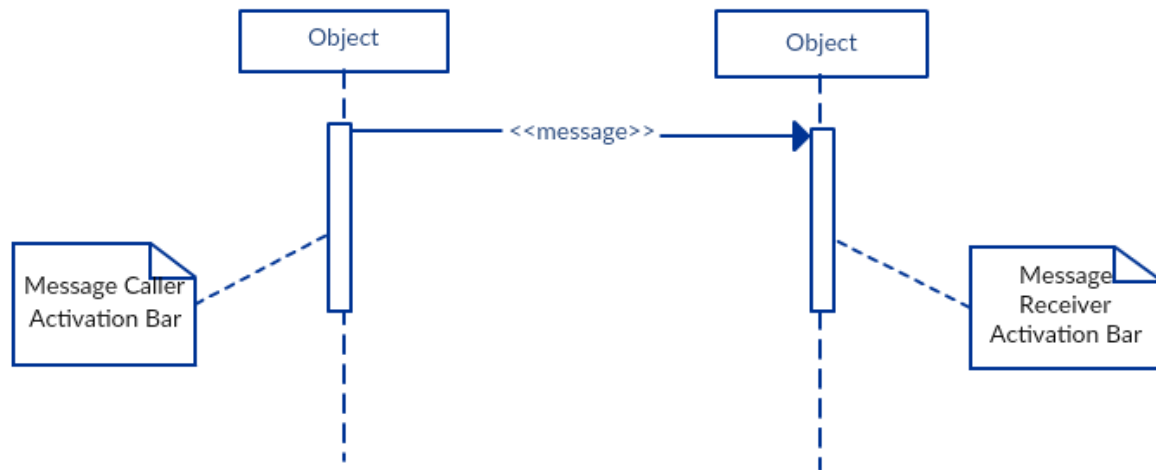 Object
Object
<<message>>
Message Caller
Activation Bar
Message
Receiver
Activation Bar